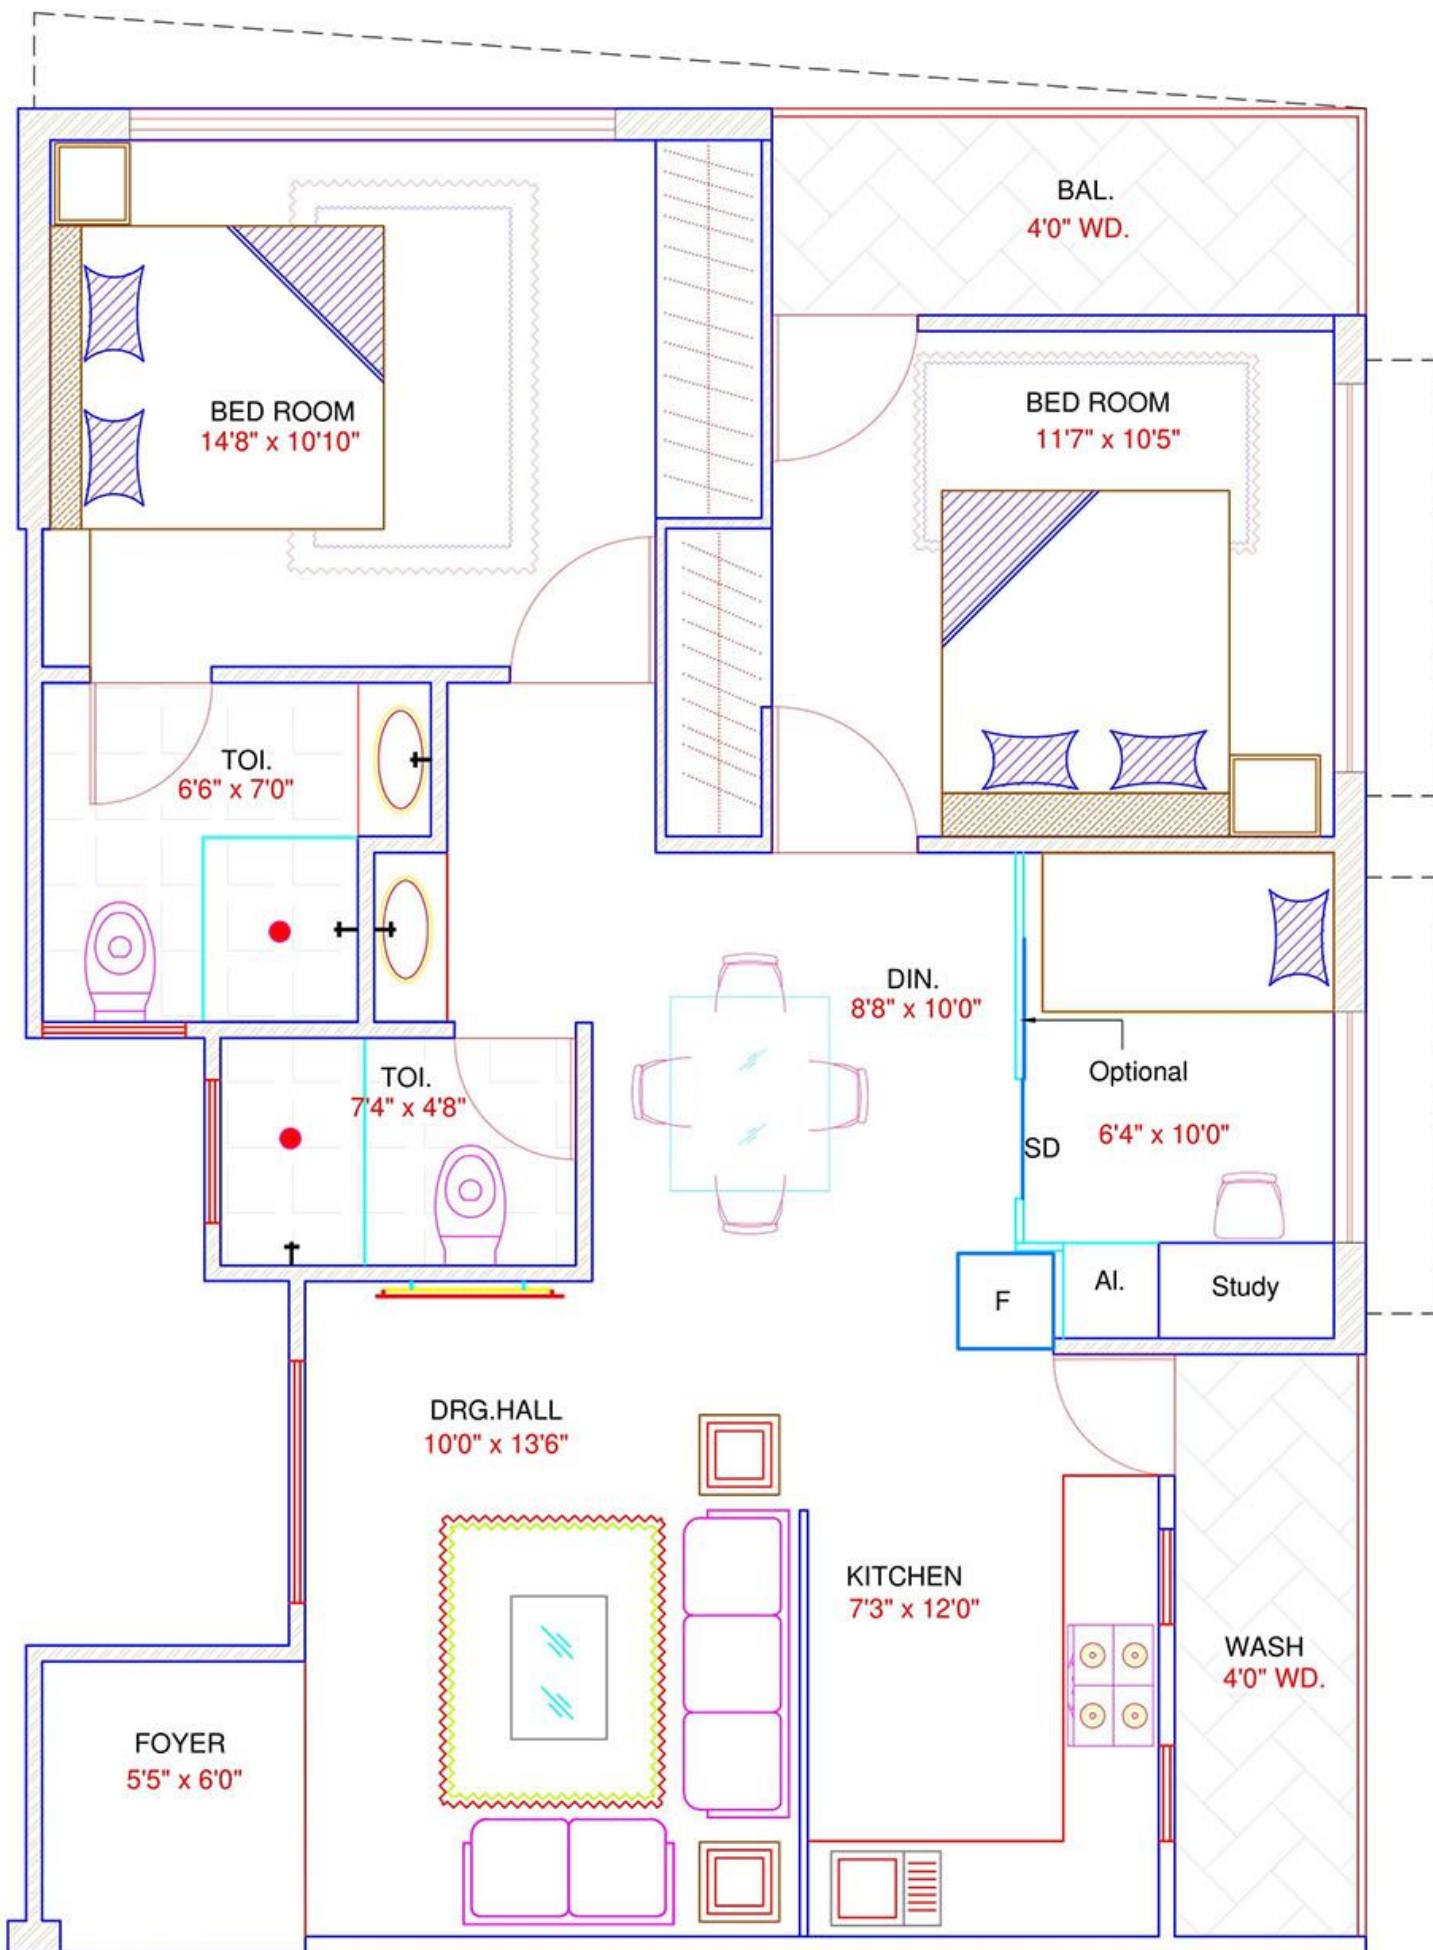 BAL.
4'0" WD.
BED ROOM
14'8" x 10'10"
BED ROOM
11'7" x 10'5"
TOI.
6'6" x 7'0"
DIN.
8'8" x 10'0"
Optional
6'4" x 10'0"
SD
TOI.
7'4" x 4'8"
F
Al.
Study
DRG.HALL
10'0" x 13'6"
KITCHEN
7'3" x 12'0"
WASH
4'0" WD.
FOYER
5'5" x 6'0"